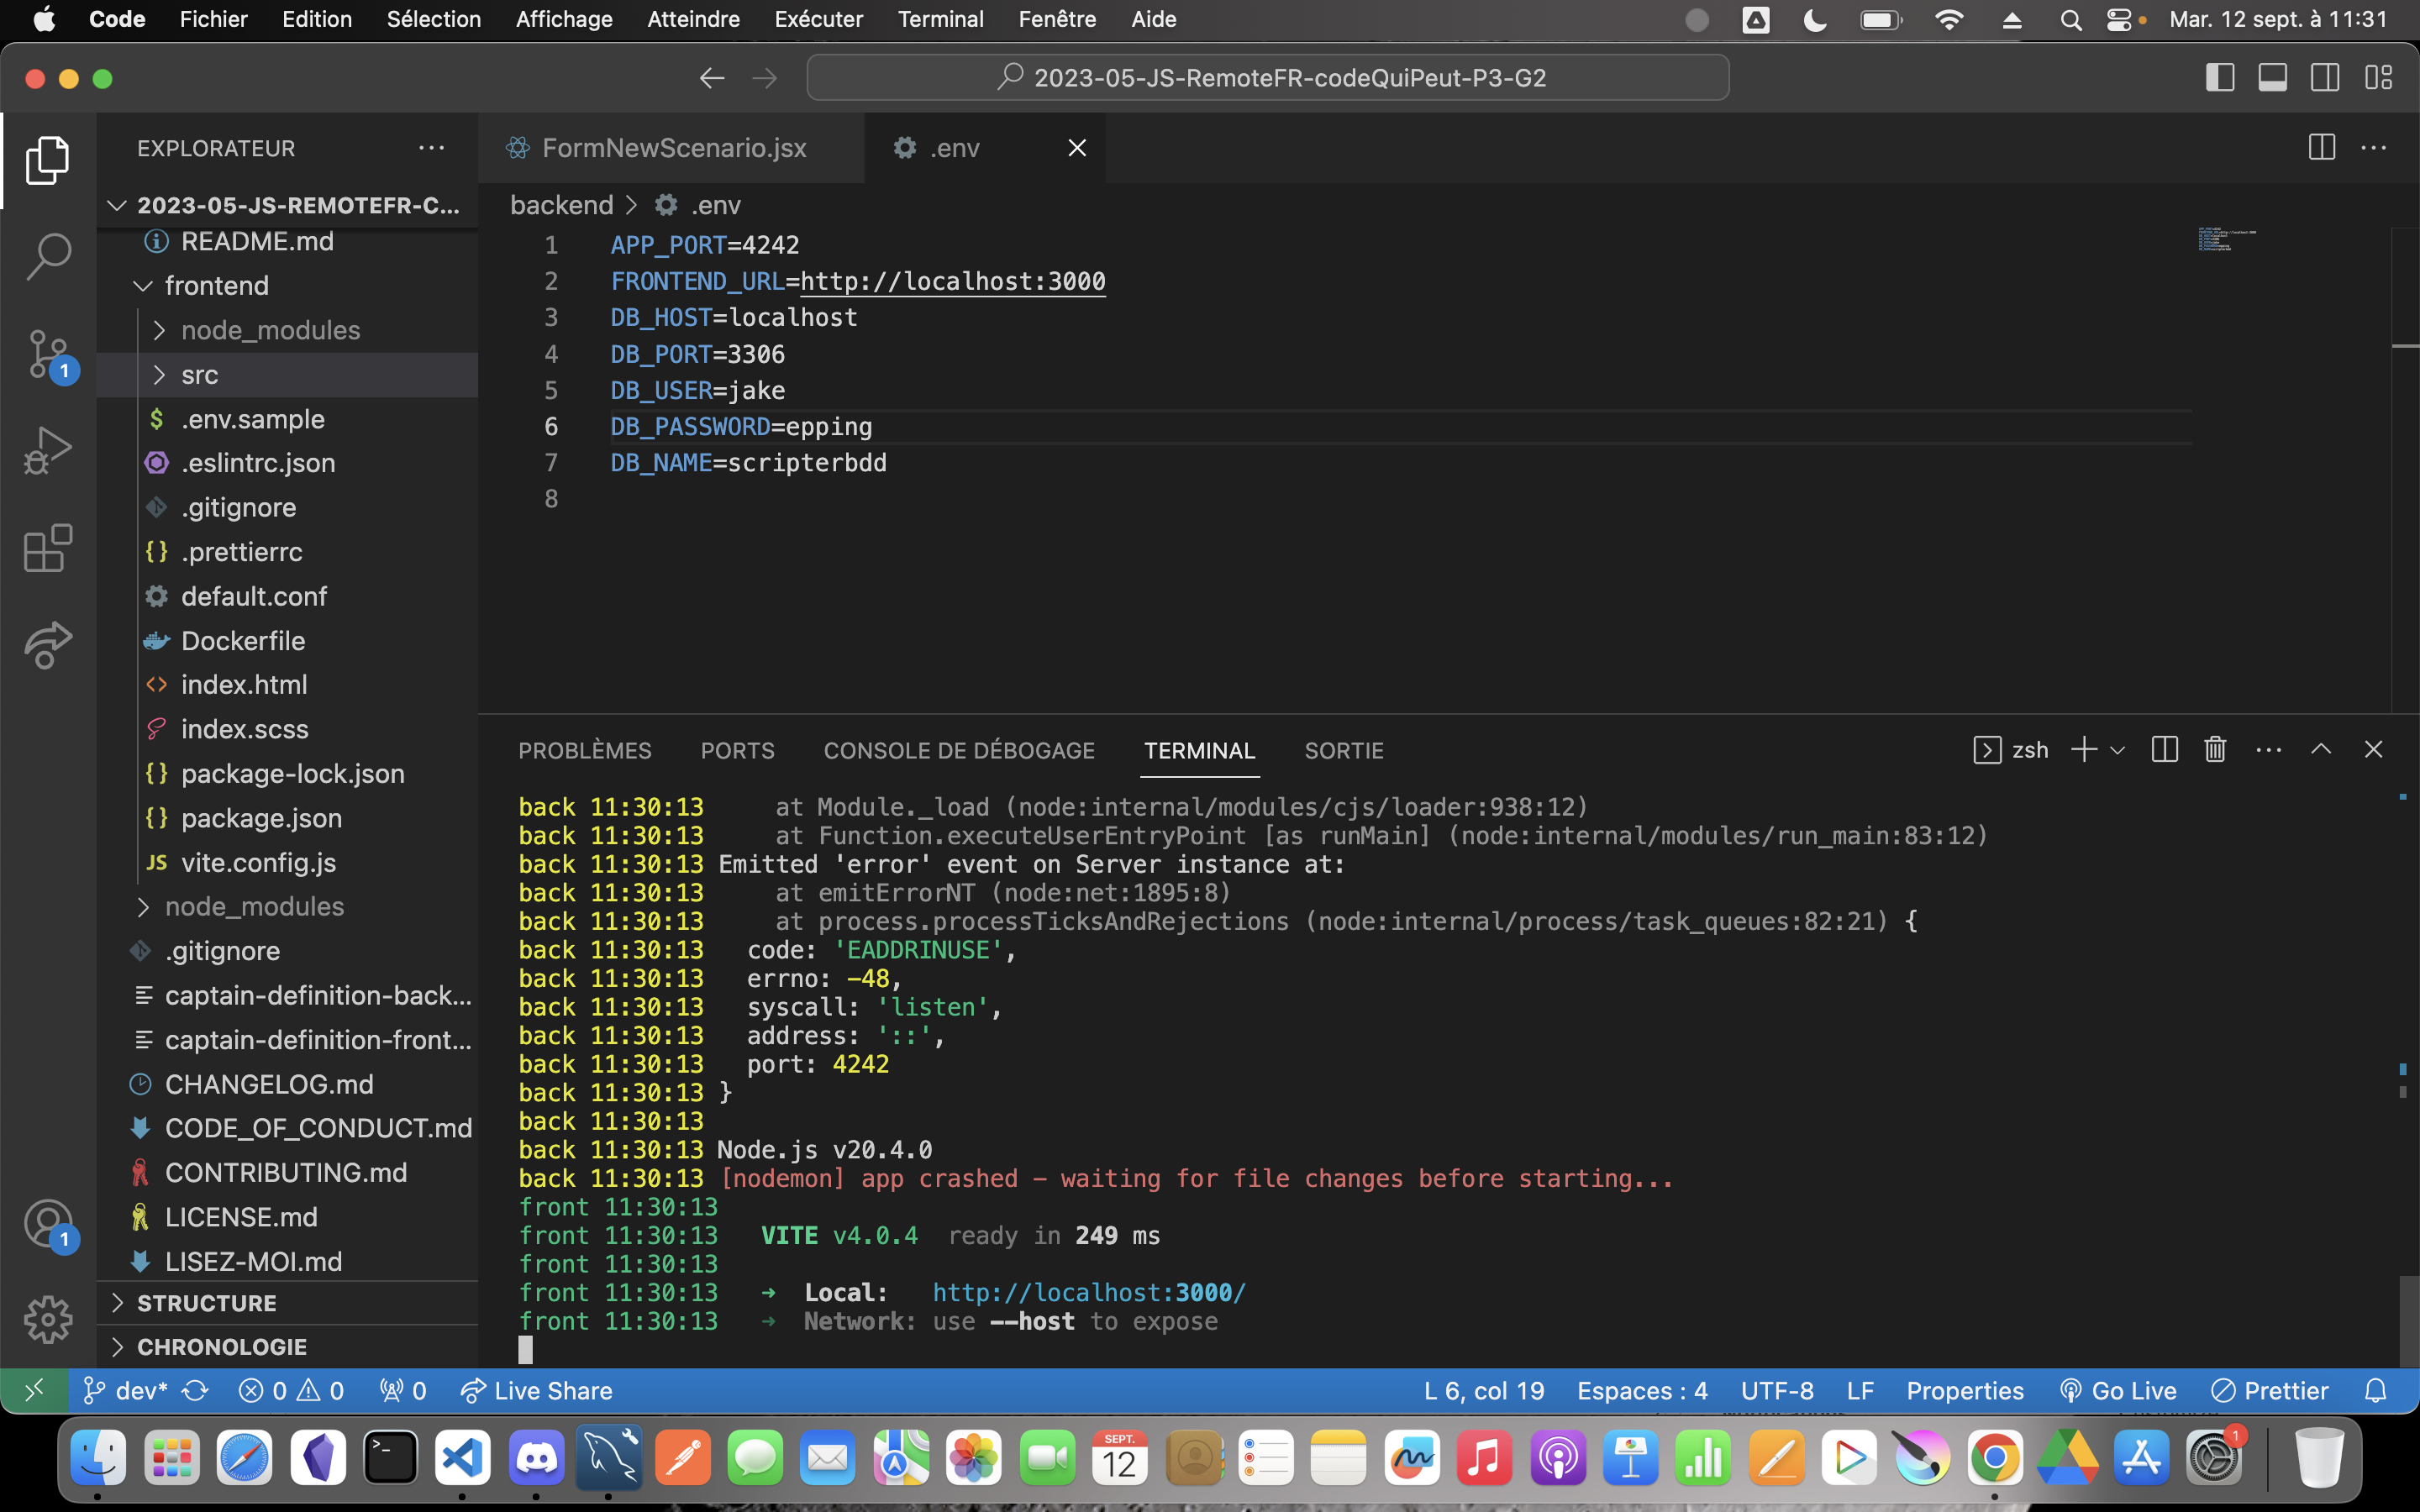 Code Fichier Edition Sélection Affichage Atteindre Exécuter Terminal Fenêtre Aide Mar. 12 sept. à 11:31
2023-05-JS-RemoteFR-codeQuiPeut-P3-G2
EXPLORATEUR
2023-05-JS-REMOTEFR-C...
README.md
frontend
node_modules
src
.env.sample
.eslintrc.json
.gitignore
.prettierrc
default.conf
Dockerfile
index.html
index.scss
package-lock.json
package.json
vite.config.js
node_modules
.gitignore
captain-definition-back...
captain-definition-front...
CHANGELOG.md
CODE_OF_CONDUCT.md
CONTRIBUTING.md
LICENSE.md
LISEZ-MOI.md
STRUCTURE
CHRONOLOGIE
1
1
FormNewScenario.jsx .env
backend > .env
1 APP_PORT=4242
2 FRONTEND_URL=http://localhost:3000
3 DB_HOST=localhost
4 DB_PORT=3306
5 DB_USER=jake
6 DB_PASSWORD=epping
7 DB_NAME=scripterbdd
8
PROBLÈMES PORTS CONSOLE DE DÉBOGAGE TERMINAL SORTIE zsh
back 11:30:13 at Module._load (node:internal/modules/cjs/loader:938:12)
back 11:30:13 at Function.executeUserEntryPoint [as runMain] (node:internal/modules/run_main:83:12)
back 11:30:13 Emitted 'error' event on Server instance at:
back 11:30:13 at emitErrorNT (node:net:1895:8)
back 11:30:13 at process.processTicksAndRejections (node:internal/process/task_queues:82:21) {
back 11:30:13 code: 'EADDRINUSE',
back 11:30:13 errno: -48,
back 11:30:13 syscall: 'listen',
back 11:30:13 address: '::',
back 11:30:13 port: 4242
back 11:30:13 }
back 11:30:13
back 11:30:13 Node.js v20.4.0
back 11:30:13 [nodemon] app crashed - waiting for file changes before starting...
front 11:30:13
front 11:30:13 VITE v4.0.4 ready in 249 ms
front 11:30:13
front 11:30:13 ➜ Local: http://localhost:3000/
front 11:30:13 ➜ Network: use --host to expose
dev* 0 0 0 Live Share L 6, col 19 Espaces : 4 UTF-8 LF Properties Go Live Prettier
SEPT.
12
1